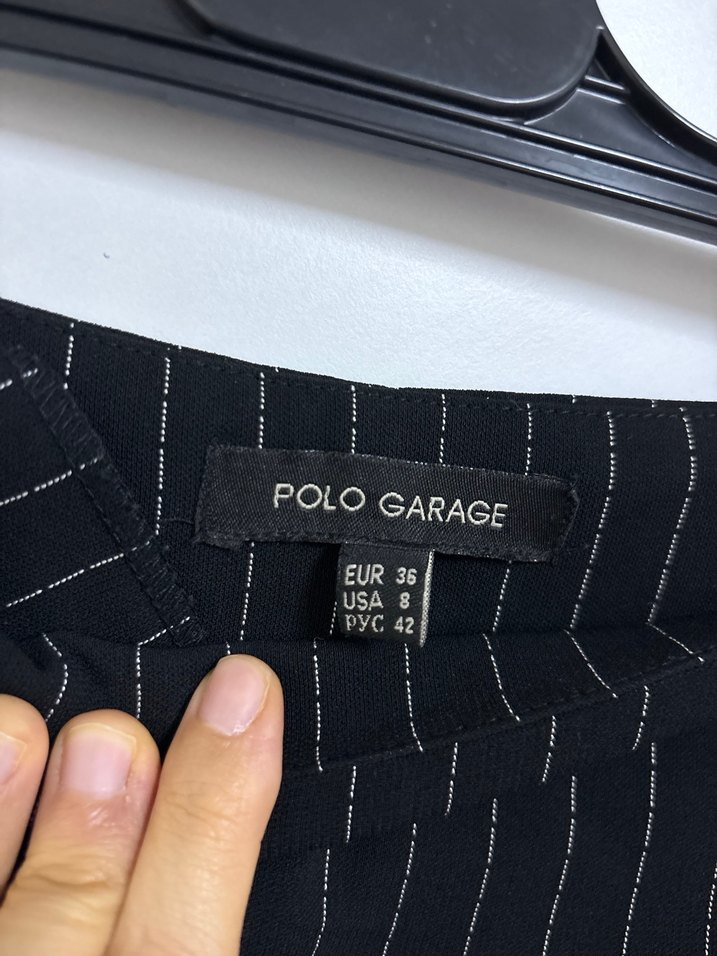 POLO GARAGE
EUR 36
USA 8
РУС 42